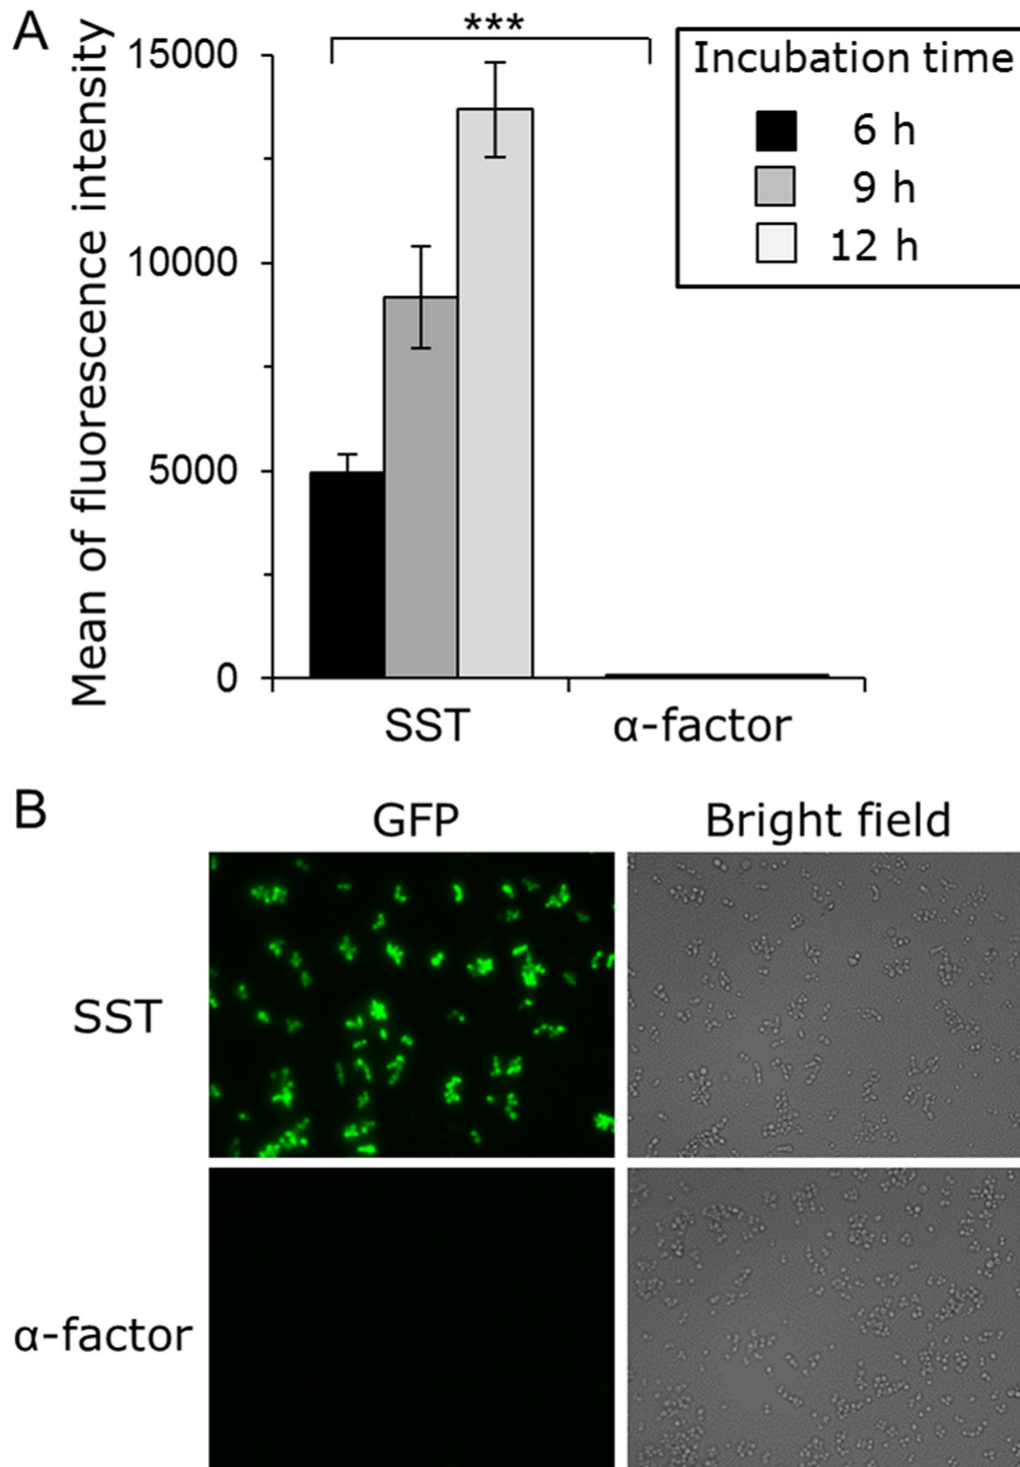 A
***
Mean of fluorescence intensity
15000
10000
5000
0
SST
α-factor
Incubation time
6 h
9 h
12 h
B
GFP
Bright field
SST
α-factor